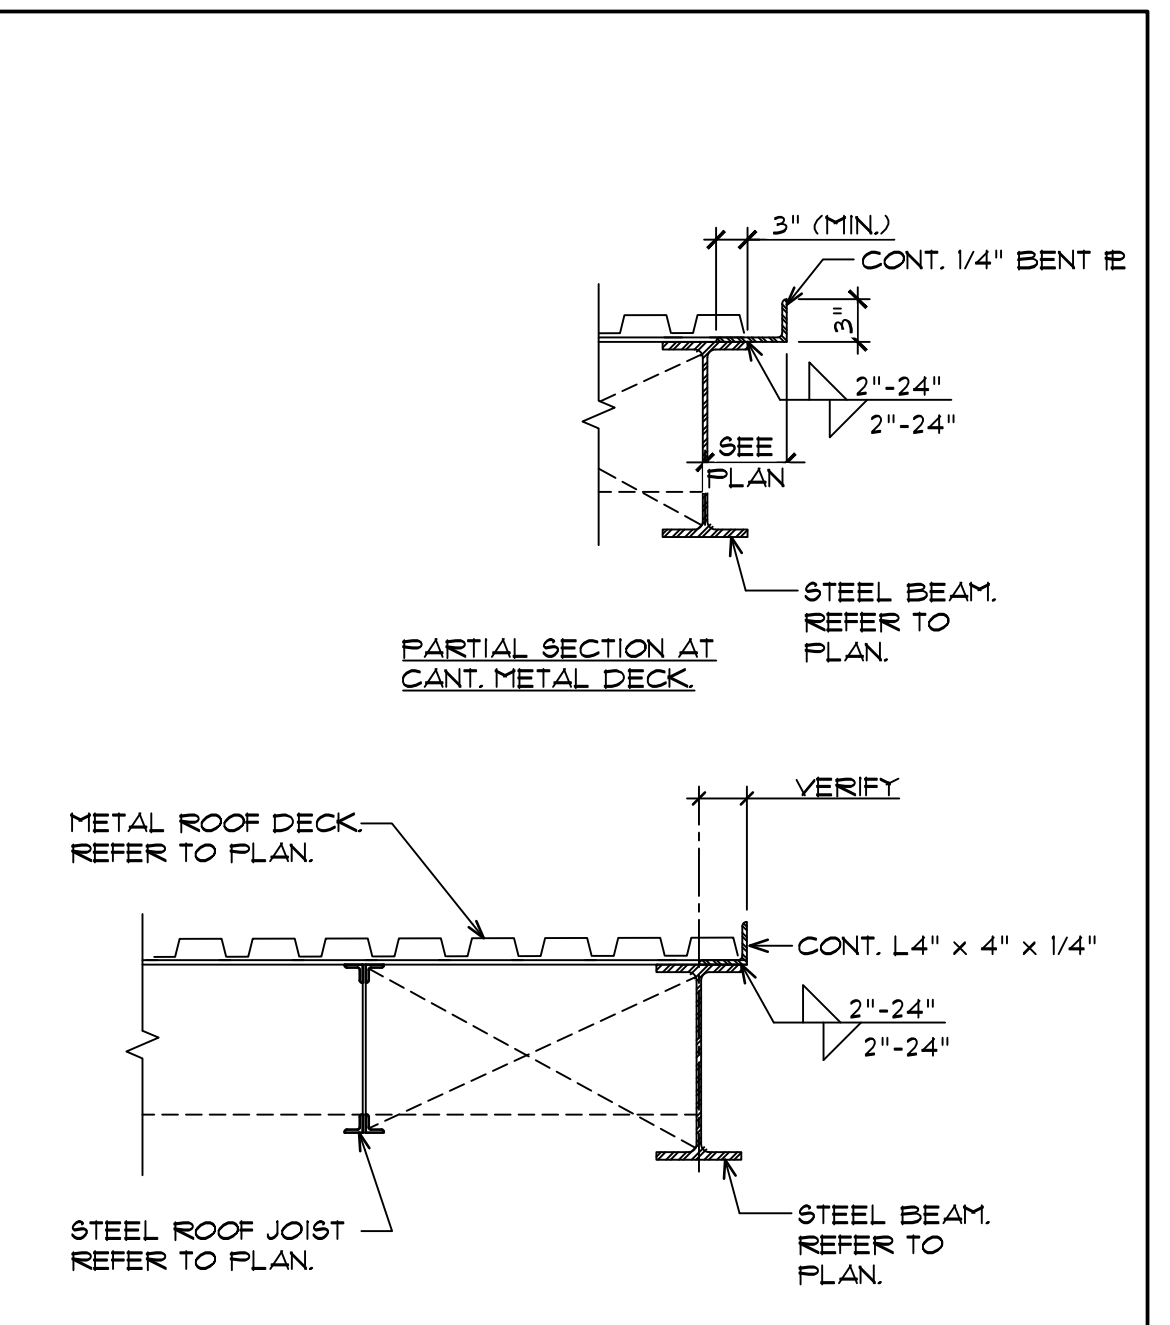 3" (MIN.)
CONT. 1/4" BENT PL
3"
2"-24"
2"-24"
SEE
PLAN
STEEL BEAM.
REFER TO
PLAN.
PARTIAL SECTION AT
CANT. METAL DECK.
VERIFY
METAL ROOF DECK.
REFER TO PLAN.
CONT. L4" x 4" x 1/4"
2"-24"
2"-24"
STEEL ROOF JOIST
REFER TO PLAN.
STEEL BEAM.
REFER TO
PLAN.